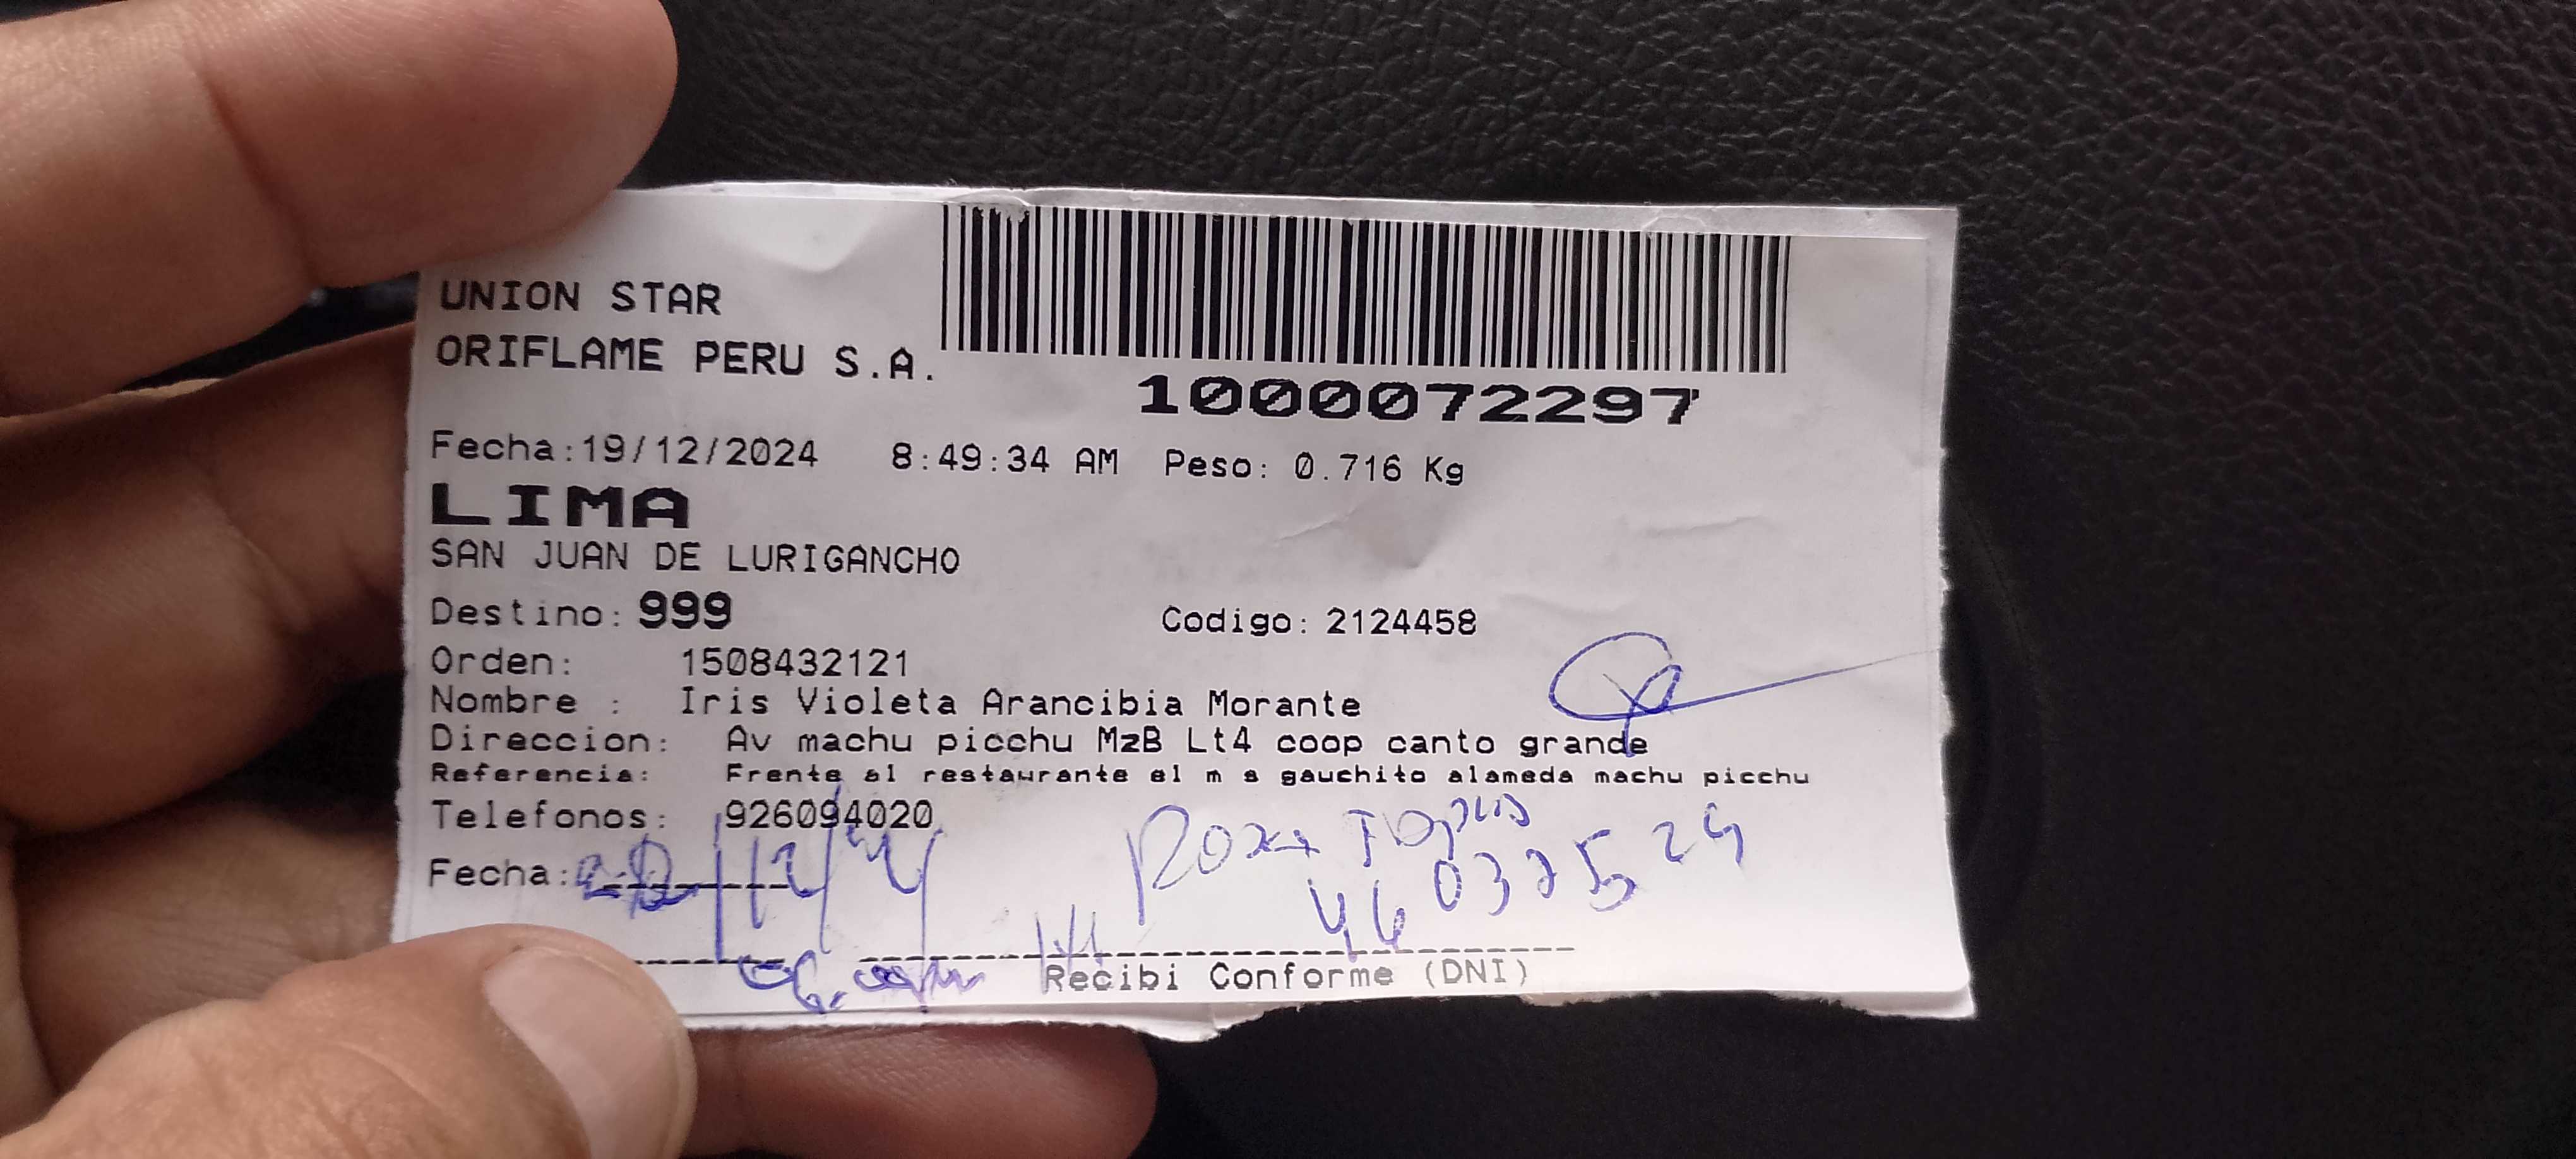 UNION STAR
ORIFLAME PERU S.A.
1000072297
Fecha:19/12/2024 8:49:34 AM Peso: 0.716 Kg
LIMA
SAN JUAN DE LURIGANCHO
Destino: 999 Codigo: 2124458
Orden: 1508432121
Nombre : Iris Violeta Arancibia Morante
Direccion: Av machu picchu MzB Lt4 coop canto grande
Referencia: Frente al restaurante el m a gauchito alameda machu picchu
Telefonos: 926094020
Fecha:
Recibi Conforme (DNI)